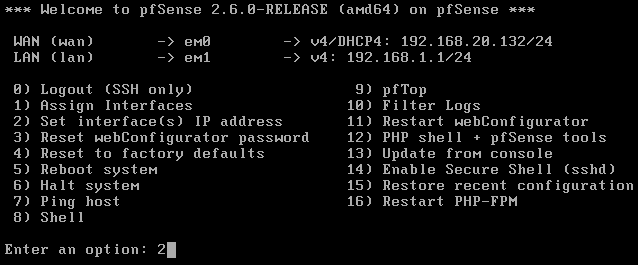 *** Welcome to pfSense 2.6.0-RELEASE (amd64) on pfSense ***
WAN (wan) -> em0 -> v4/DHCP4: 192.168.20.132/24
LAN (lan) -> em1 -> v4: 192.168.1.1/24
0) Logout (SSH only) 9) pfTop
1) Assign Interfaces 10) Filter Logs
2) Set interface(s) IP address 11) Restart webConfigurator
3) Reset webConfigurator password 12) PHP shell + pfSense tools
4) Reset to factory defaults 13) Update from console
5) Reboot system 14) Enable Secure Shell (sshd)
6) Halt system 15) Restore recent configuration
7) Ping host 16) Restart PHP-FPM
8) Shell
Enter an option: 2